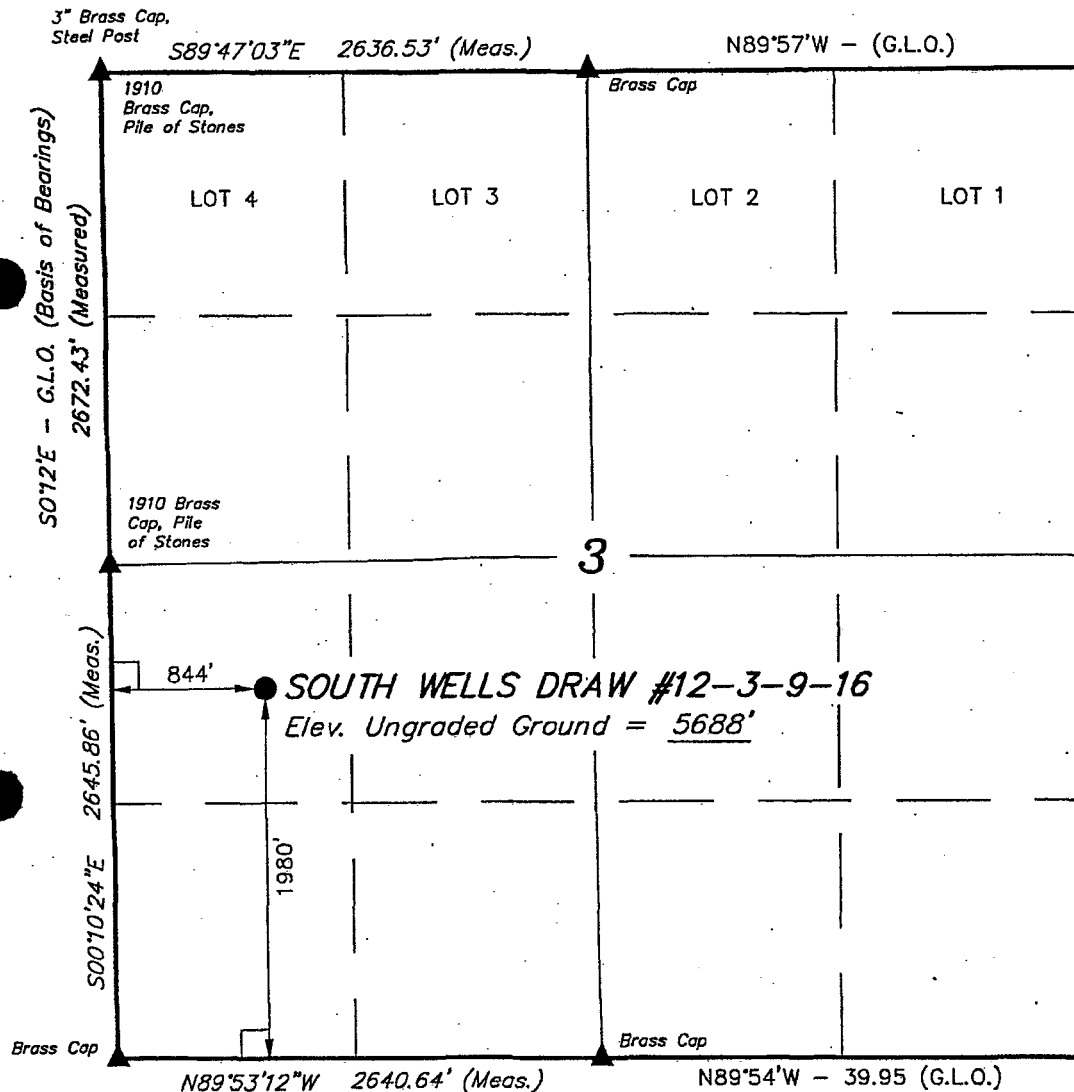 3" Brass Cap,
Steel Post
S89°47'03"E 2636.53' (Meas.)
N89°57'W - (G.L.O.)
1910
Brass Cap,
Pile of Stones
Brass Cap
S0°12'E - G.L.O. (Basis of Bearings)
2672.43' (Measured)
LOT 4
LOT 3
LOT 2
LOT 1
1910 Brass
Cap, Pile
of Stones
3
844'
SOUTH WELLS DRAW #12-3-9-16
Elev. Ungraded Ground = 5688'
S00°10'24"E 2645.86' (Meas.)
1980'
Brass Cap
Brass Cap
N89°53'12"W 2640.64' (Meas.)
N89°54'W - 39.95 (G.L.O.)